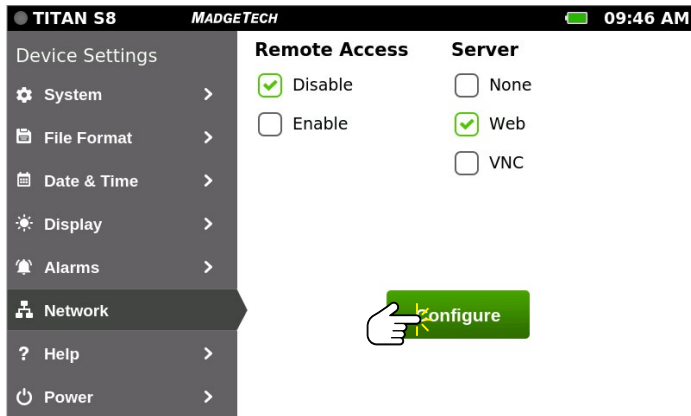 TITAN S8 MADGETECH 09:46 AM
Device Settings
System
File Format
Date & Time
Display
Alarms
Network
? Help
Power
Remote Access
Disable
Enable
Server
None
Web
VNC
Configure